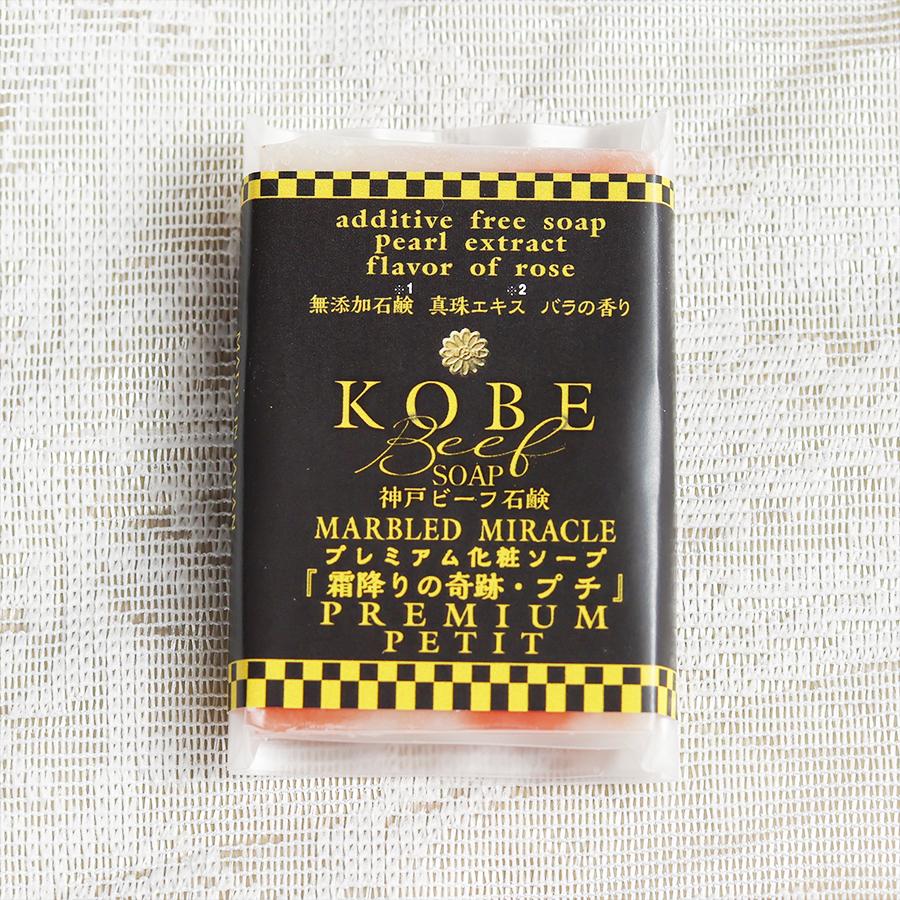 additive free soap
pearl extract
flavor of rose
※1 ※2
無添加石鹸 真珠エキス バラの香り
KOBE
Beef
SOAP
神戸ビーフ石鹸
MARBLED MIRACLE
プレミアム化粧ソープ
『霜降りの奇跡・プチ』
PREMIUM
PETIT